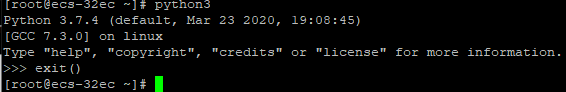 [root@ecs-32ec ~]# python3
Python 3.7.4 (default, Mar 23 2020, 19:08:45)
[GCC 7.3.0] on linux
Type "help", "copyright", "credits" or "license" for more information.
>>> exit()
[root@ecs-32ec ~]#